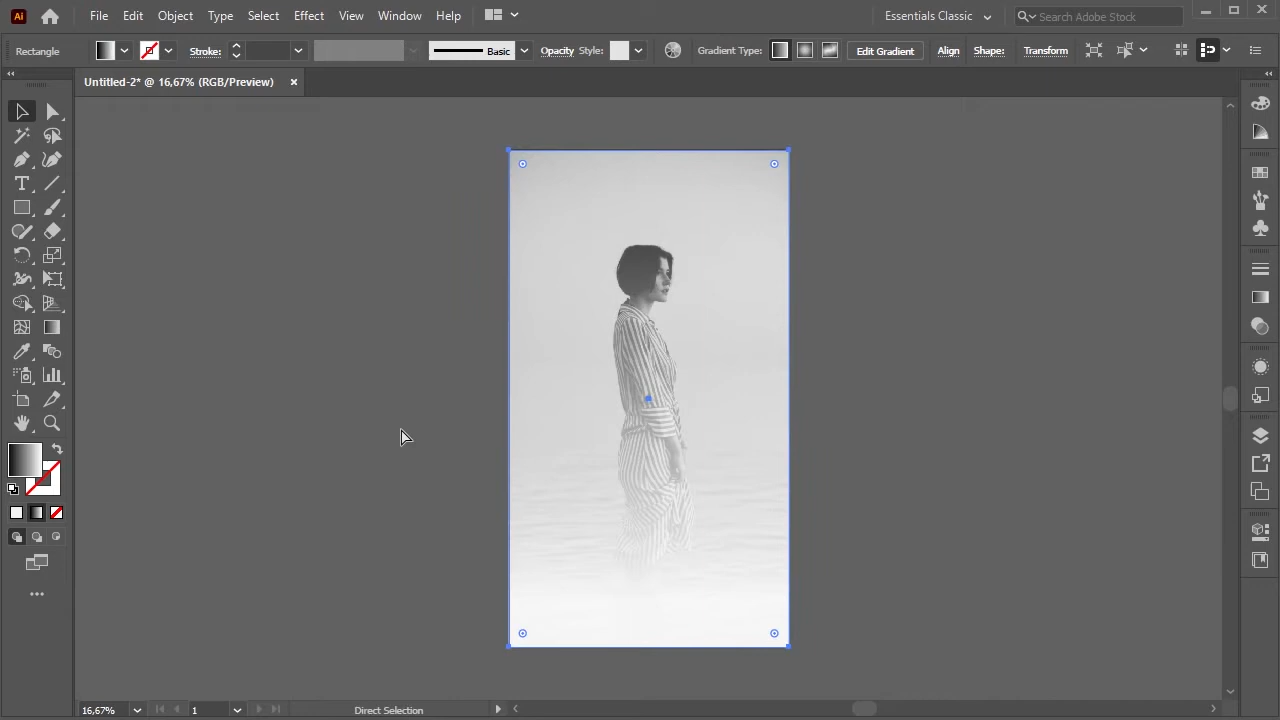 Ai File Edit Object Type Select Effect View Window Help Essentials Classic Search Adobe Stock
Rectangle Stroke: Basic Opacity Style: Gradient Type: Edit Gradient Align Shape: Transform
Untitled-2* @ 16,67% (RGB/Preview) ×
16,67% 1 Direct Selection